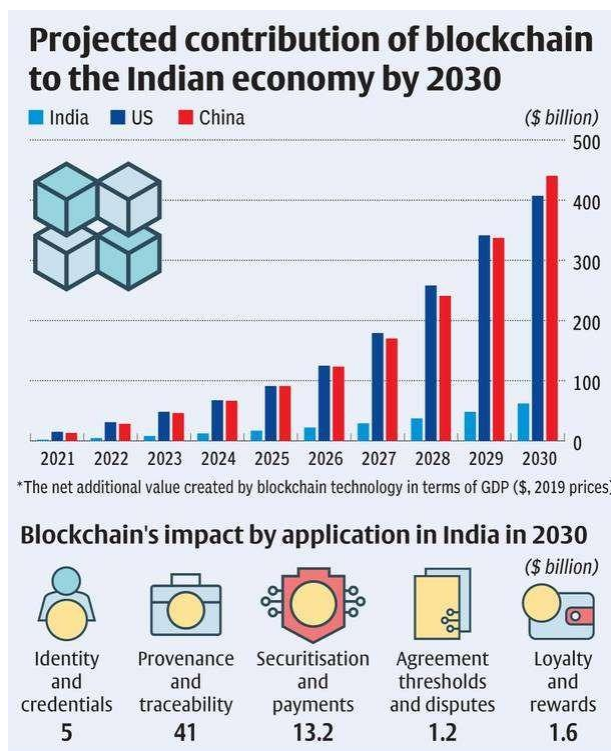 Projected contribution of blockchain
to the Indian economy by 2030
India US China ($ billion)
500
400
300
200
100
0
2021 2022 2023 2024 2025 2026 2027 2028 2029 2030
*The net additional value created by blockchain technology in terms of GDP ($, 2019 prices)
Blockchain's impact by application in India in 2030
($ billion)
Identity
and
credentials
5
Provenance
and
traceability
41
Securitisation
and
payments
13.2
Agreement
thresholds
and disputes
1.2
Loyalty
and
rewards
1.6